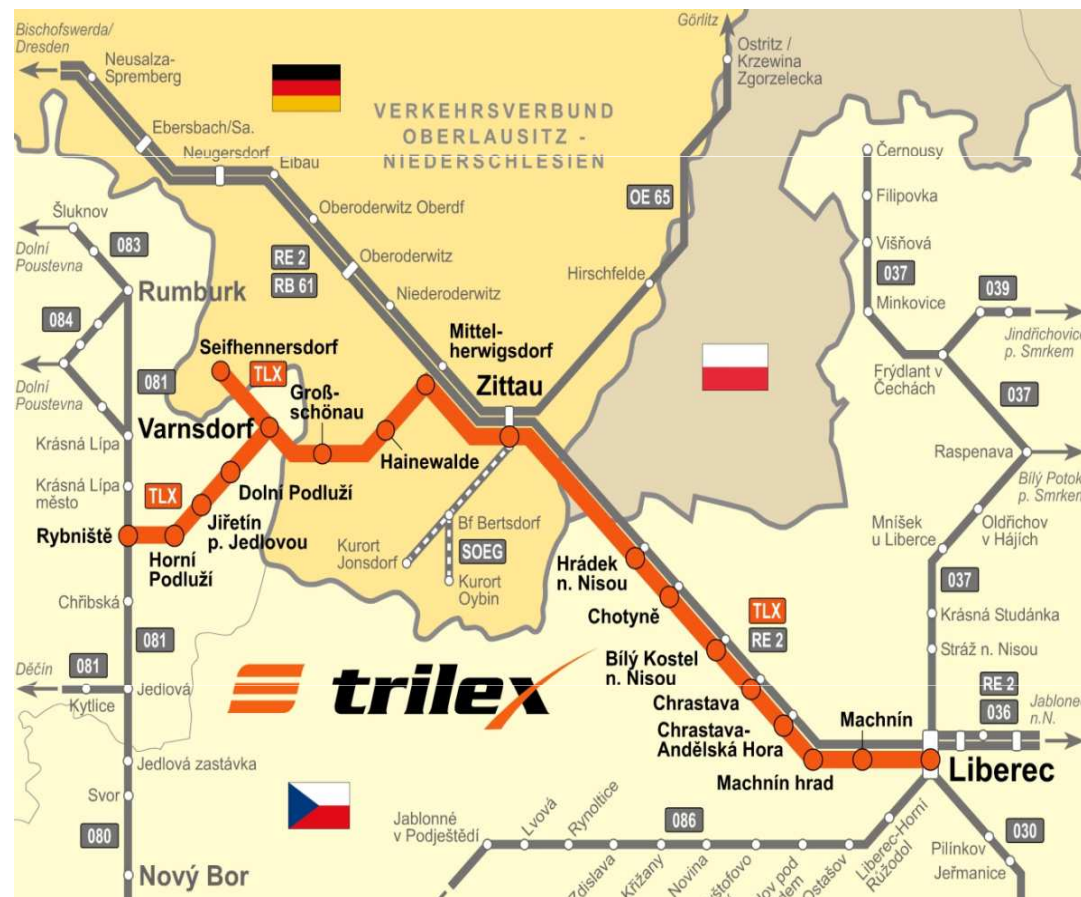 Bischofswerda/
Dresden
Neusalza-
Spremberg
Ebersbach/Sa.
Neugersdorf
Eibau
VERKEHRSVERBUND
OBERLAUSITZ -
NIEDERSCHLESIEN
Görlitz
Ostritz /
Krzewina
Zgorzelecka
Oberoderwitz Oberdf
RE 2
RB 61
Oberoderwitz
Niederoderwitz
OE 65
Hirschfelde
Černousy
Filipovka
Višňová
037
Minkovice
039
Jindřichovice
p. Smrkem
Frýdlant v
Čechách
037
Raspenava
Bílý Potok
p. Smrkem
Mníšek
u Liberce
Oldřichov
v Hájích
037
Krásná Studánka
Stráž n. Nisou
RE 2
036
Jablonec
n.N.
Šluknov
083
Dolní
Poustevna
Rumburk
084
Dolní
Poustevna
081
Krásná Lípa
Krásná Lípa
město
Seifhennersdorf
TLX
Varnsdorf
Groß-
schönau
Mittel-
herwigsdorf
Zittau
Hainewalde
TLX
Dolní Podluží
Jiřetín
p. Jedlovou
Rybniště
Horní
Podluží
Bf Bertsdorf
SOEG
Kurort
Jonsdorf
Kurort
Oybin
Chřibská
081
Děčín
081
Kytlice
Jedlová
Jedlová zastávka
Svor
080
Nový Bor
Hrádek
n. Nisou
Chotyně
TLX
RE 2
Bílý Kostel
n. Nisou
Chrastava
Chrastava-
Andělská Hora
Machnín
Machnín hrad
Liberec
trilex
Jablonné
v Podještědí
Lvová
Rynoltice
Zdislava
Křižany
086
Novina
Ostašov
Liberec-Horní
Růžodol
030
Pilínkov
Jeřmanice